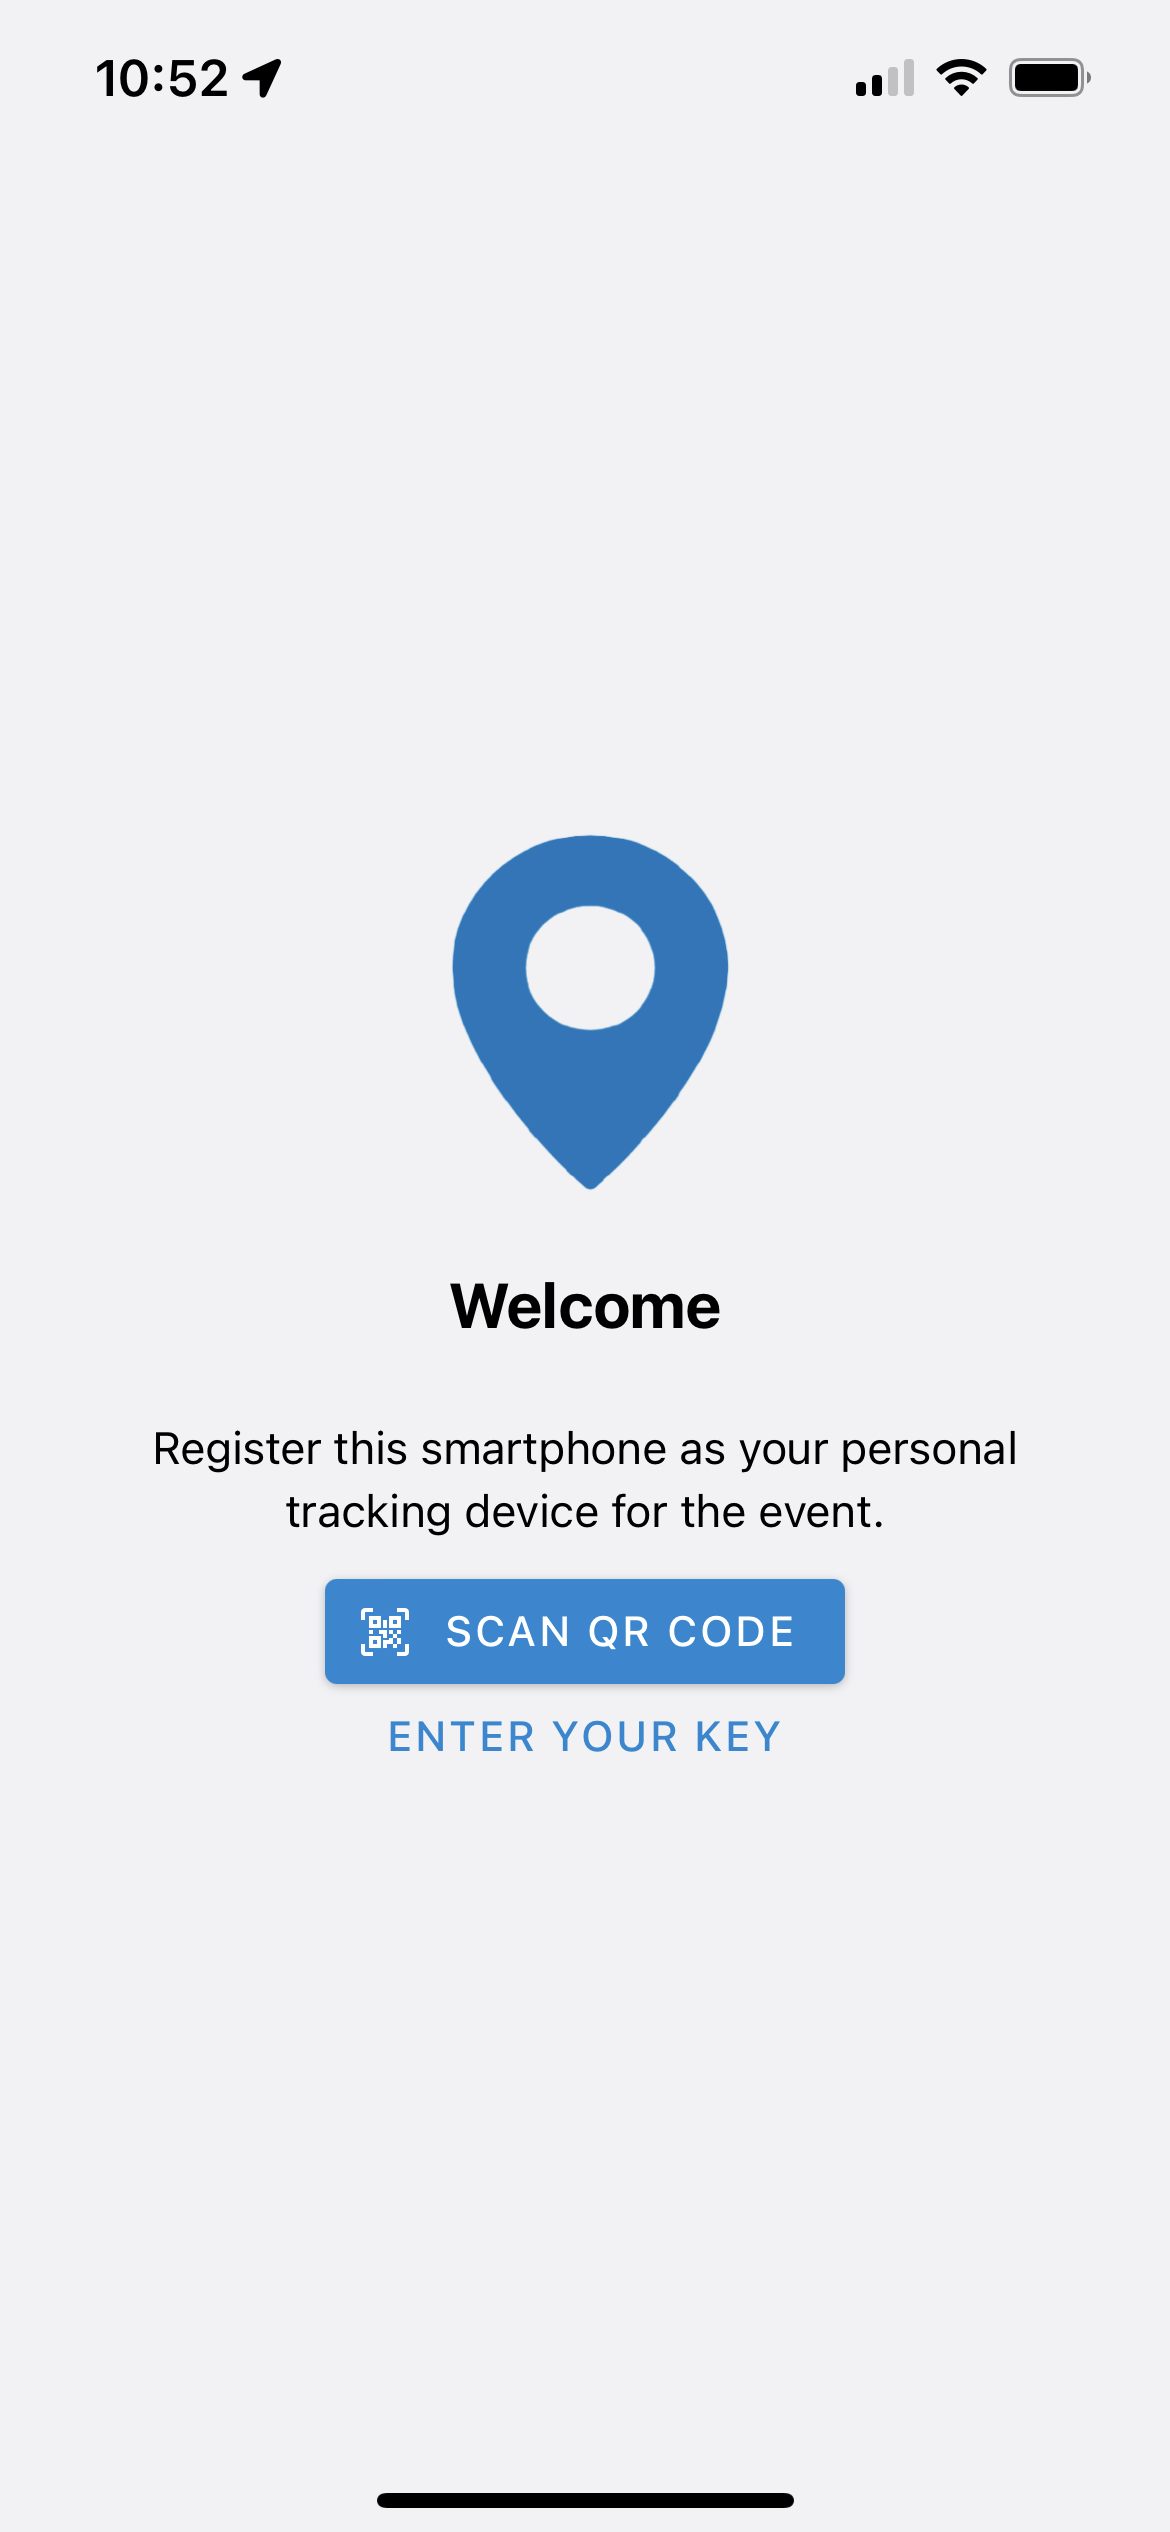 10:52
Welcome
Register this smartphone as your personal
tracking device for the event.
SCAN QR CODE
ENTER YOUR KEY